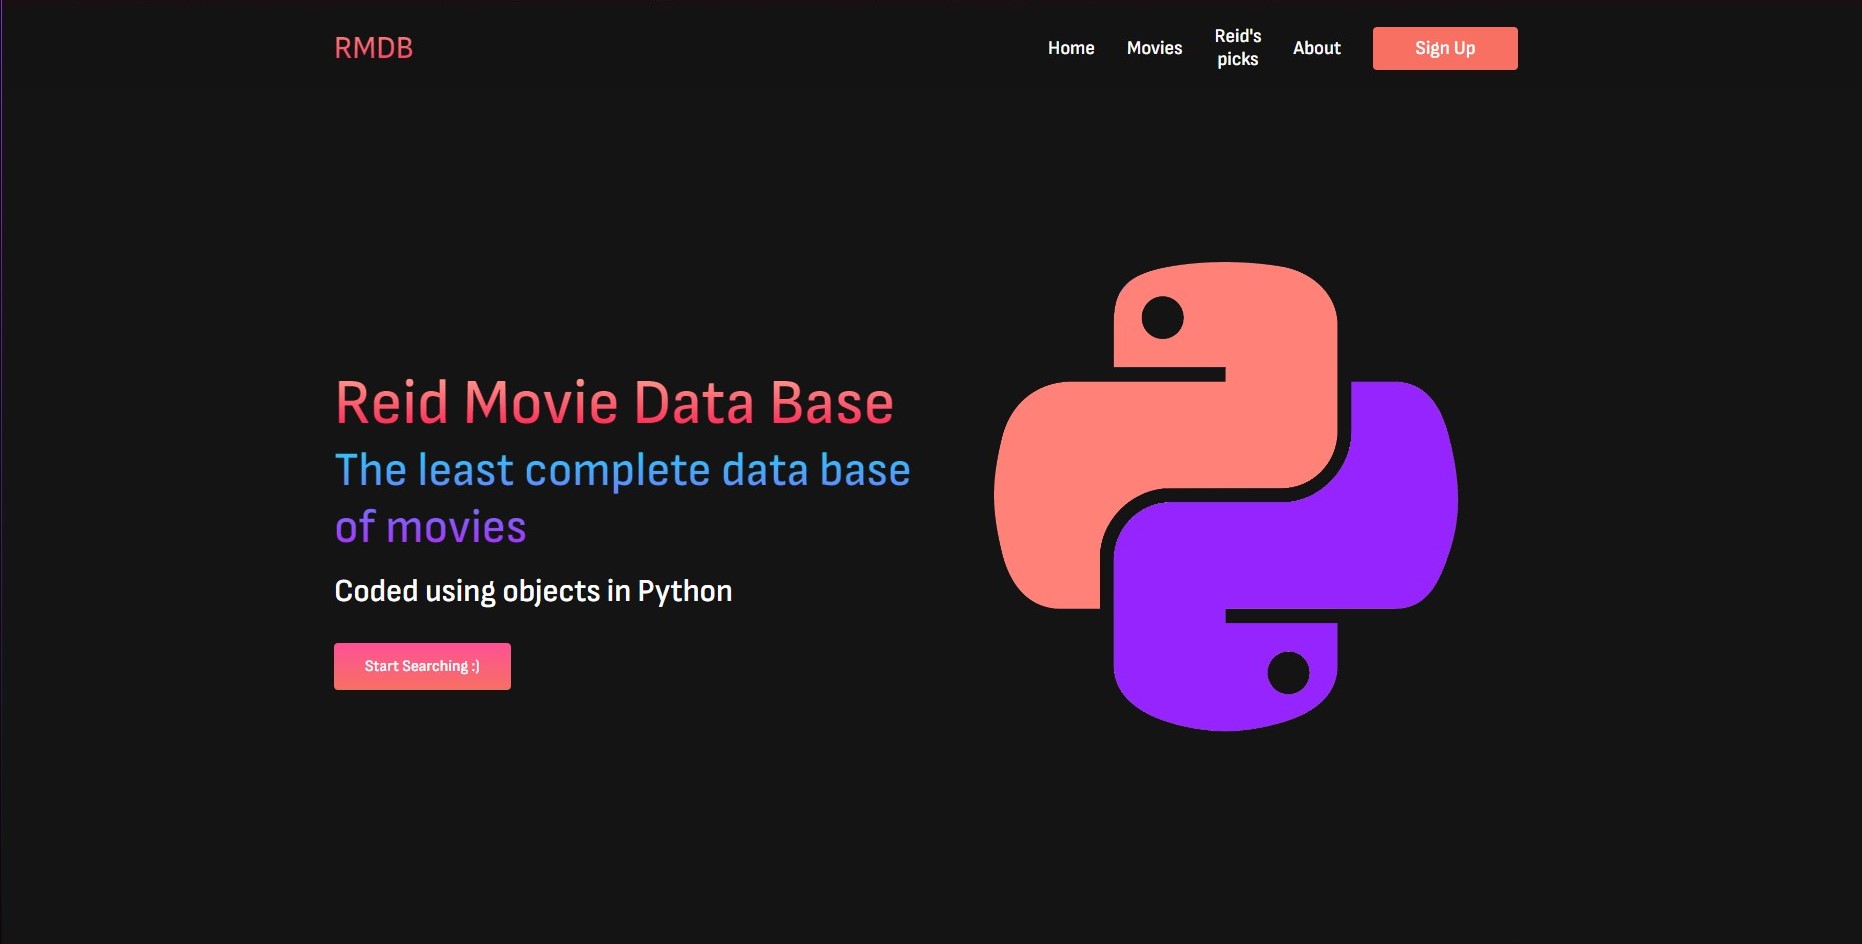 RMDB
Home
Movies
Reid's
picks
About
Sign Up
Reid Movie Data Base
The least complete data base
of movies
Coded using objects in Python
Start Searching :)